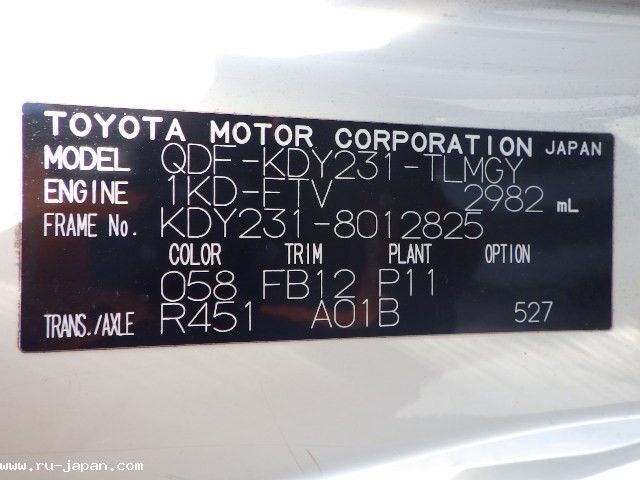 TOYOTA MOTOR CORPORATION JAPAN
MODEL QDF-KDY231-TLMGY
ENGINE 1KD-FTV 2982 mL
FRAME No. KDY231-8012825
COLOR TRIM PLANT OPTION
058 FB12 P11
TRANS./AXLE R451 A01B 527
www.ru-japan.com